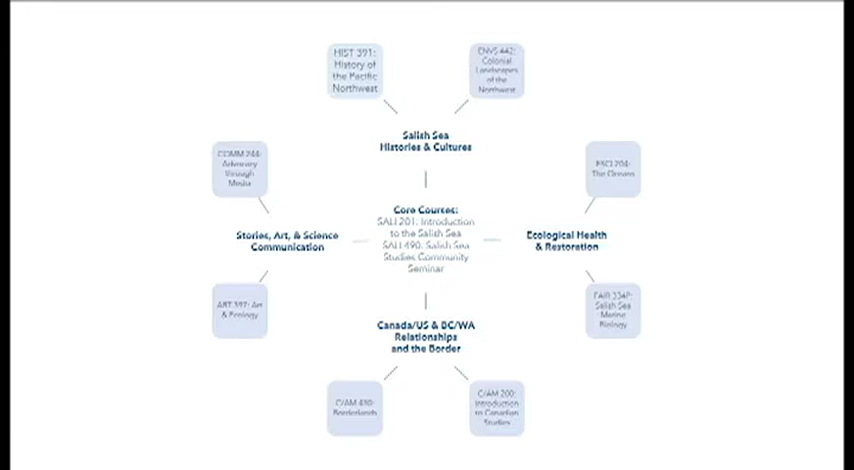 HIST 391:
History of
the Pacific
Northwest
ENVS 442:
Colonial
Landscapes
of the
Northwest
Salish Sea
Histories & Cultures
COMM 244:
Advocacy
through
Media
ESCI 204:
The Oceans
Core Courses:
SALI 201: Introduction
to the Salish Sea
SALI 490: Salish Sea
Studies Community
Seminar
Stories, Art, & Science
Communication
Ecological Health
& Restoration
ART 397: Art
& Ecology
FAIR 334P:
Salish Sea
Marine
Biology
Canada/US & BC/WA
Relationships
and the Border
C/AM
Borderlands
C/AM 200:
Introduction
to Canadian
Studies